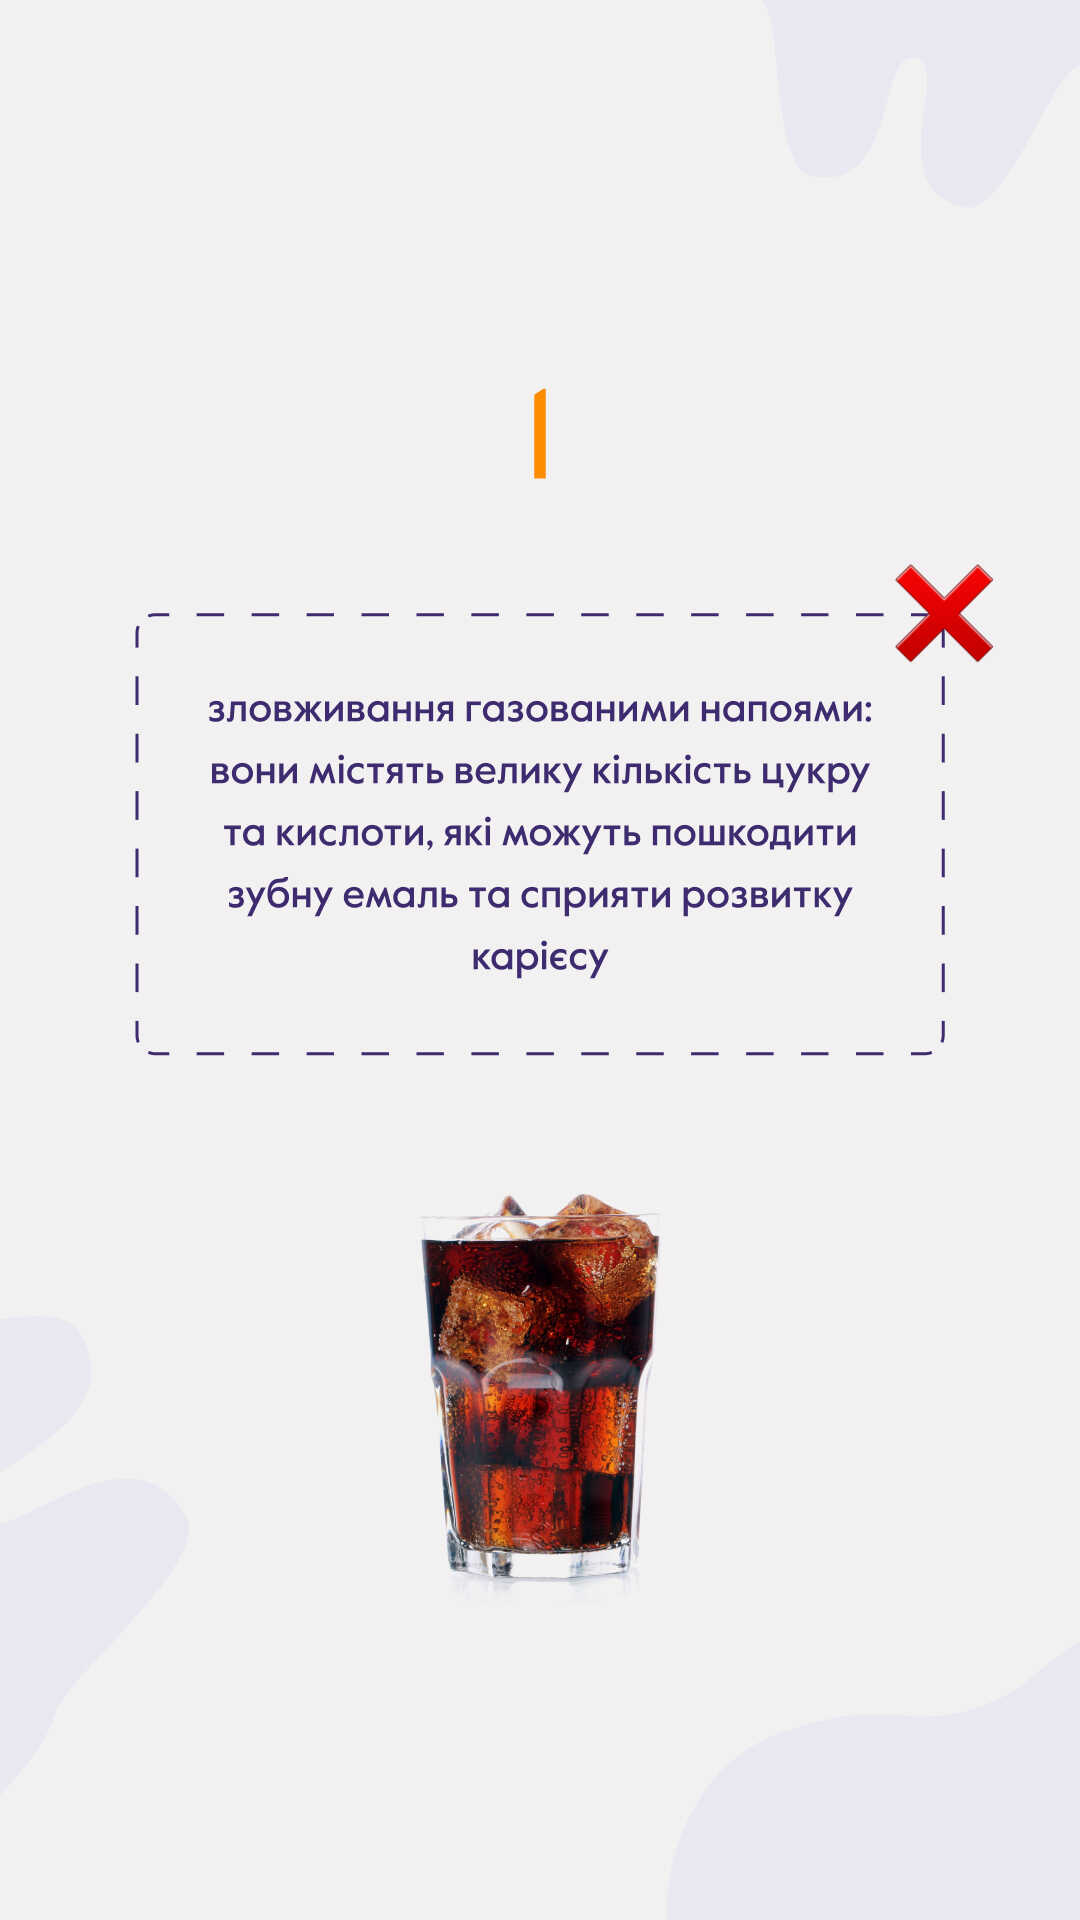 1
зловживання газованими напоями:
вони містять велику кількість цукру
та кислоти, які можуть пошкодити
зубну емаль та сприяти розвитку
карієсу